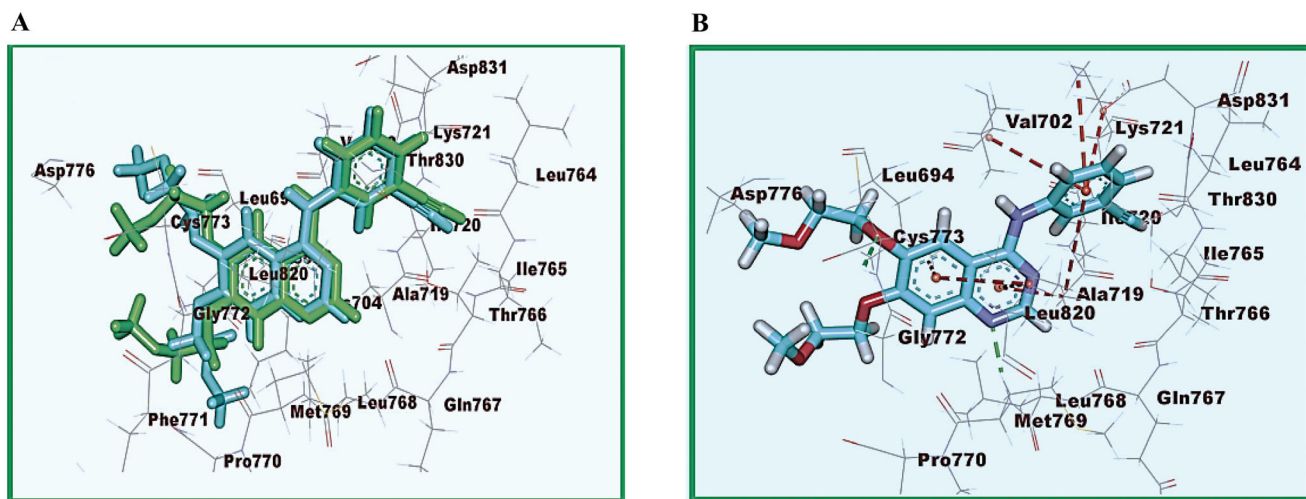 A
Asp831
Lys721
Thr830
Leu764
Asp776
Cys773
Leu820
Ile765
Ala719
Gly772
Thr766
Met769
Leu768
Gln767
Phe771
Pro770
B
Asp831
Val702
Lys721
Leu764
Leu694
Asp776
Thr830
Cys773
Ile765
Ala719
Leu820
Thr766
Gly772
Leu768
Gln767
Met769
Pro770